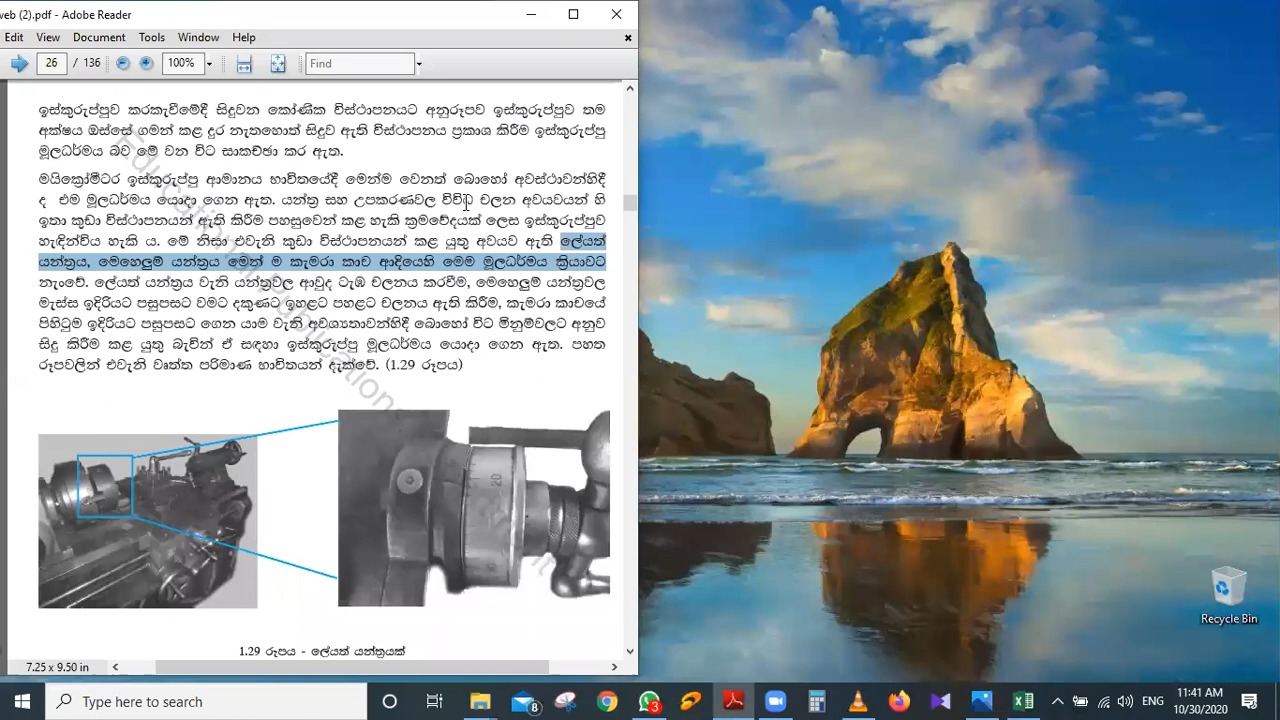 web (2).pdf - Adobe Reader
Edit View Document Tools Window Help
26 / 136 100% Find
ඉස්කුරුප්පුව කරකැවීමේදී සිදුවන කෝණික විස්ථාපනයට අනුරූපව ඉස්කුරුප්පුව තම
අක්ෂය ඔස්සේ ගමන් කළ දුර නැතහොත් සිදුව ඇති විස්ථාපනය ප්‍රකාශ කිරීම ඉස්කුරුප්පු
මූලධර්මය බව මේ වන විට සාකච්ඡා කර ඇත.
මයික්‍රෝමීටර ඉස්කුරුප්පු ආමානය භාවිතයේදී මෙන්ම වෙනත් බොහෝ අවස්ථාවන්හිදී
ද එම මූලධර්මය යොදා ගෙන ඇත. යන්ත්‍ර සහ උපකරණවල විවිධ චලන අවයවයන් හි
ඉතා කුඩා විස්ථාපනයන් ඇති කිරීම පහසුවෙන් කළ හැකි ක්‍රමවේදයක් ලෙස ඉස්කුරුප්පුව
හැඳින්විය හැකි ය. මේ නිසා එවැනි කුඩා විස්ථාපනයන් කළ යුතු අවයව ඇති ලේයත්
යන්ත්‍රය, මෙහෙලුම් යන්ත්‍රය මෙන් ම කැමරා කාච ආදියෙහි මෙම මූලධර්මය ක්‍රියාවට
නැංවේ. ලේයත් යන්ත්‍රය වැනි යන්ත්‍රවල ආවුද ටැඹ චලනය කරවීම, මෙහෙලුම් යන්ත්‍රවල
මැස්ස ඉදිරියට පසුපසට වමට දකුණට ඉහළට පහළට චලනය ඇති කිරීම, කැමරා කාචයේ
පිහිටුම ඉදිරියට පසුපසට ගෙන යාම වැනි අවශ්‍යතාවන්හිදී බොහෝ විට මිනුම්වලට අනුව
සිදු කිරීම කළ යුතු බැවින් ඒ සඳහා ඉස්කුරුප්පු මූලධර්මය යොදා ගෙන ඇත. පහත
රූපවලින් එවැනි වෘත්ත පරිමාණ භාවිතයන් දැක්වේ. (1.29 රූපය)
Educational Publications
20
1.29 රූපය - ලේයත් යන්ත්‍රයක්
7.25 x 9.50 in
Recycle Bin
Type here to search
8
3
ENG
11:41 AM
10/30/2020